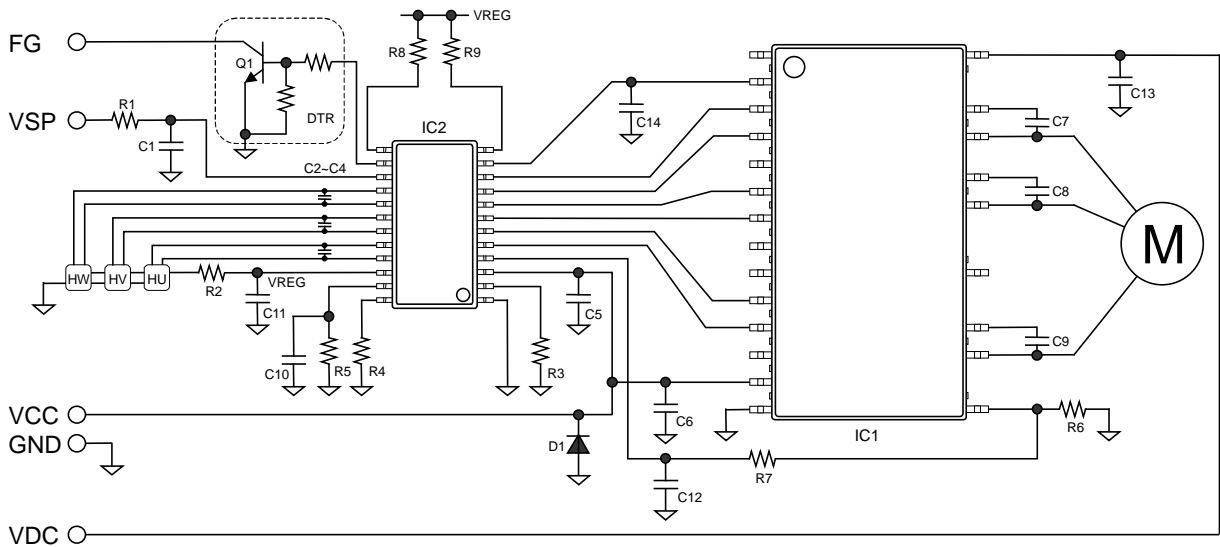 FG
VSP
VCC
GND
VDC
R1
C1
Q1
DTR
R8
R9
VREG
IC2
C2~C4
HW
HV
HU
R2
VREG
C11
C10
R5
R4
R3
C5
D1
C14
C6
C12
R7
IC1
C13
C7
C8
C9
R6
M